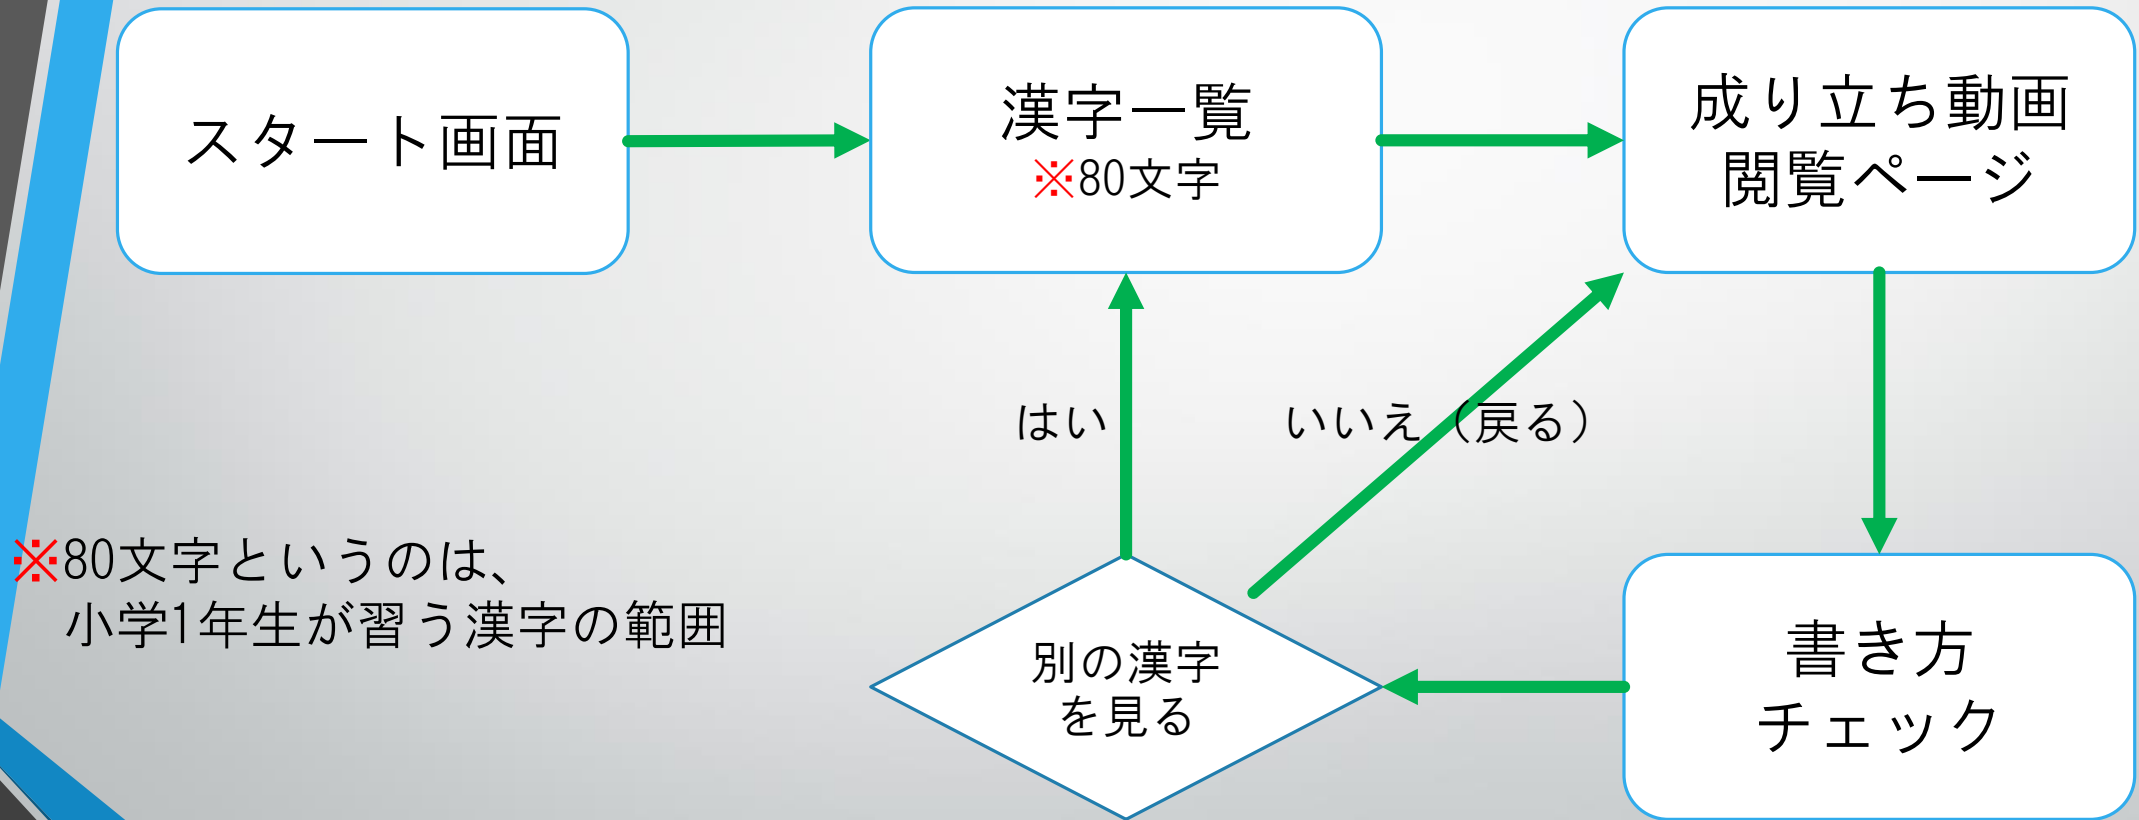 スタート画面
漢字一覧
※80文字
成り立ち動画
閲覧ページ
はい
いいえ（戻る）
※80文字というのは、
小学1年生が習う漢字の範囲
別の漢字
を見る
書き方
チェック